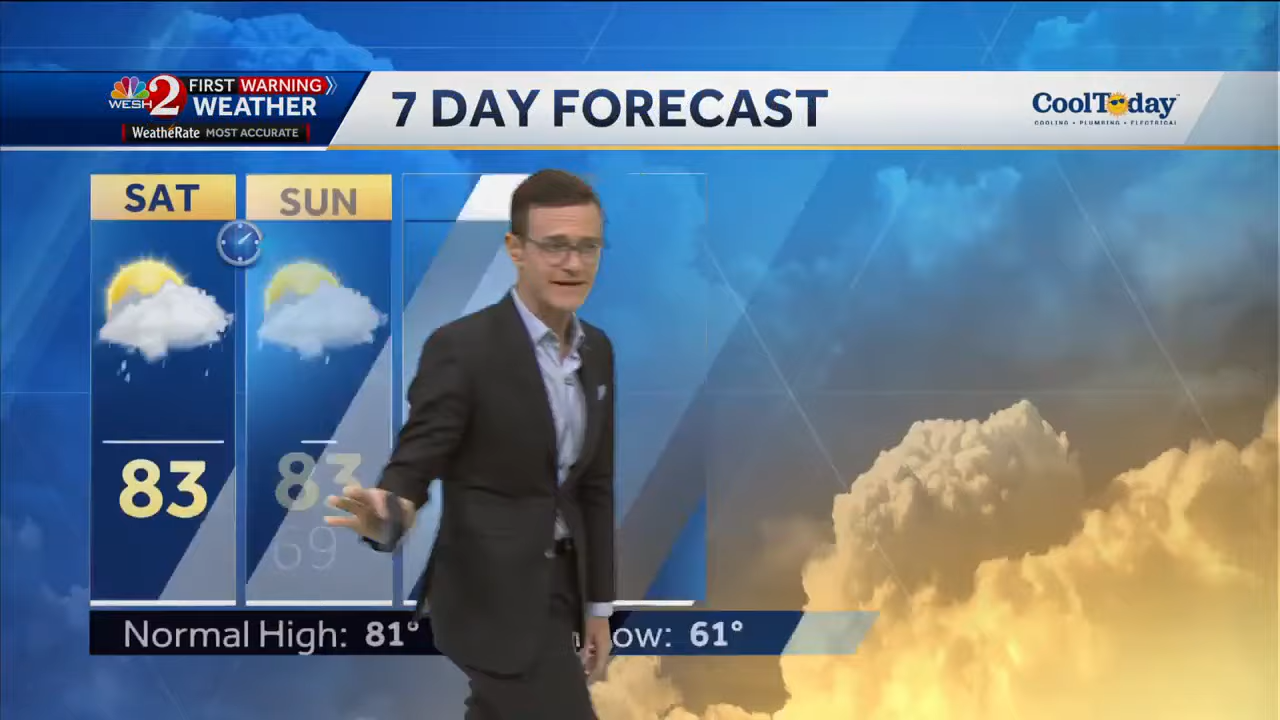 WESH 2 FIRST WARNING
WEATHER
WeatheRate MOST ACCURATE
7 DAY FORECAST
CoolToday
COOLING • PLUMBING • ELECTRICAL
SAT SUN
83 83
69
Normal High: 81° ow: 61°